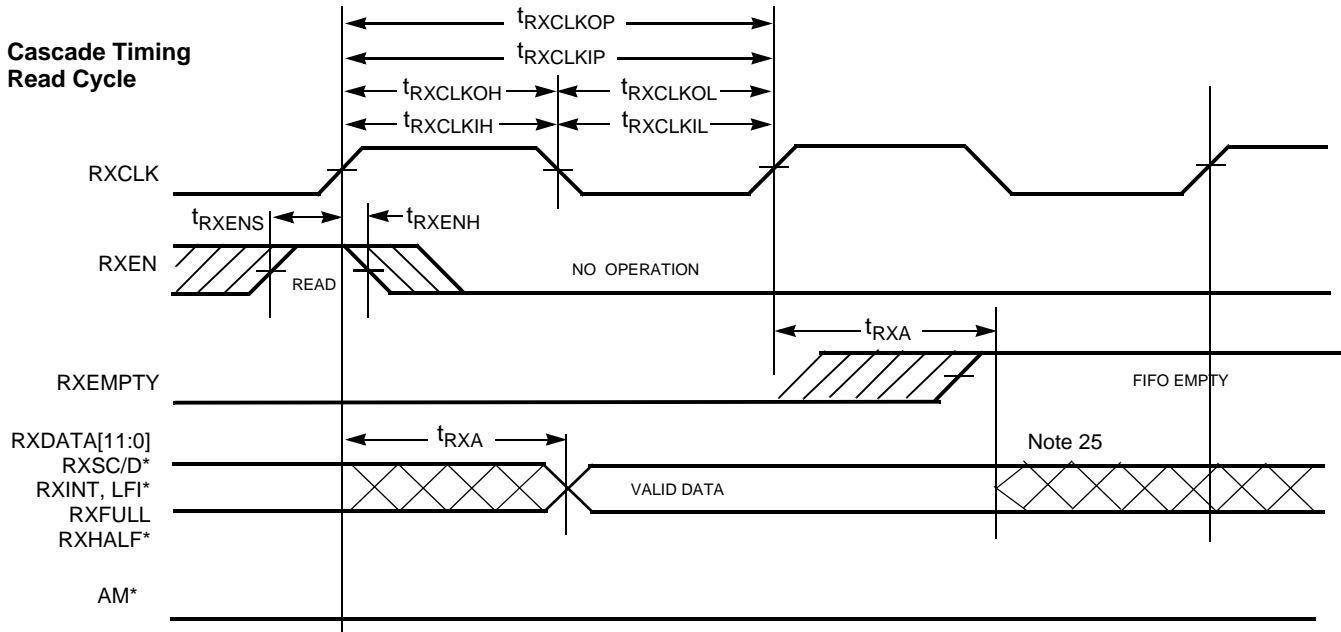 Cascade Timing
Read Cycle
tRXCLKOP
tRXCLKIP
tRXCLKOH tRXCLKOL
tRXCLKIH tRXCLKIL
RXCLK
tRXENS tRXENH
RXEN
READ
NO OPERATION
tRXA
RXEMPTY
FIFO EMPTY
RXDATA[11:0]
tRXA
Note 25
RXSC/D*
RXINT, LFI*
VALID DATA
RXFULL
RXHALF*
AM*